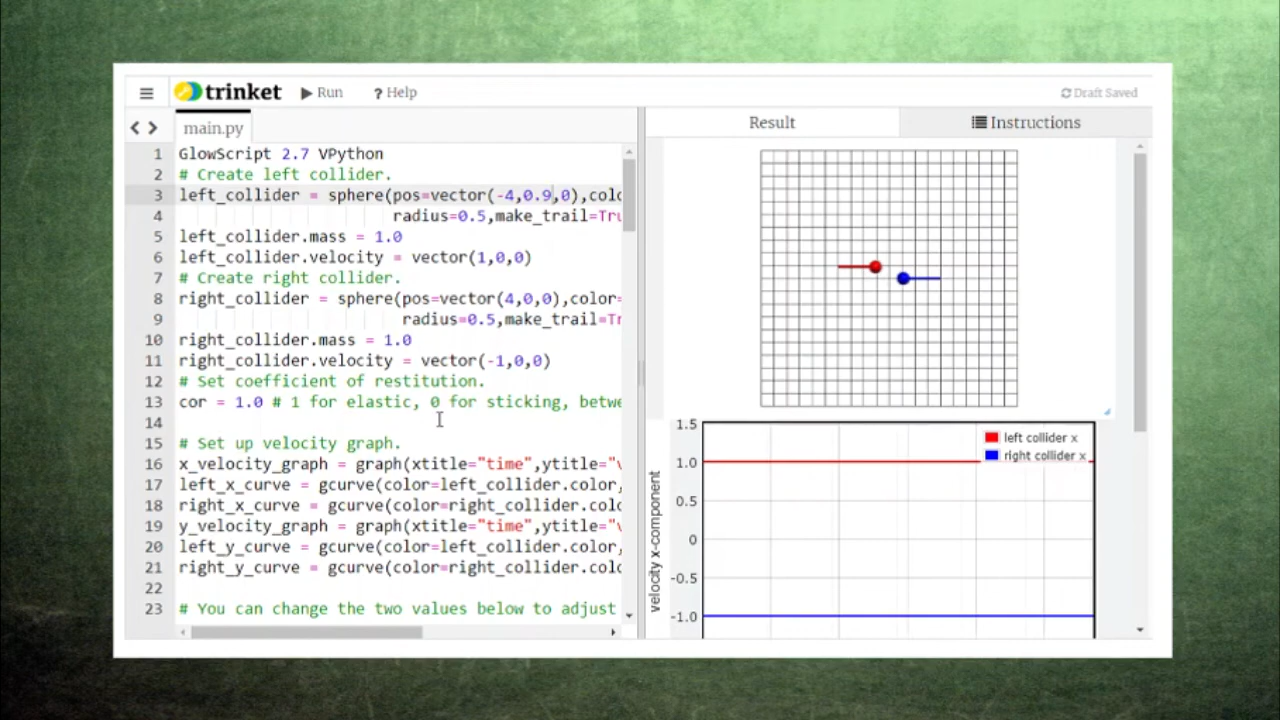 trinket Run ? Help Draft Saved
main.py
Result Instructions
1 GlowScript 2.7 VPython
2 # Create left collider.
3 left_collider = sphere(pos=vector(-4,0.9,0),colo
4 radius=0.5,make_trail=Tru
5 left_collider.mass = 1.0
6 left_collider.velocity = vector(1,0,0)
7 # Create right collider.
8 right_collider = sphere(pos=vector(4,0,0),color=
9 radius=0.5,make_trail=Tr
10 right_collider.mass = 1.0
11 right_collider.velocity = vector(-1,0,0)
12 # Set coefficient of restitution.
13 cor = 1.0 # 1 for elastic, 0 for sticking, betwe
14
15 # Set up velocity graph.
16 x_velocity_graph = graph(xtitle="time",ytitle="v
17 left_x_curve = gcurve(color=left_collider.color,
18 right_x_curve = gcurve(color=right_collider.colo
19 y_velocity_graph = graph(xtitle="time",ytitle="v
20 left_y_curve = gcurve(color=left_collider.color,
21 right_y_curve = gcurve(color=right_collider.colo
22
23 # You can change the two values below to adjust
1.5
1.0
0.5
0
-0.5
-1.0
velocity x-component
left collider x
right collider x